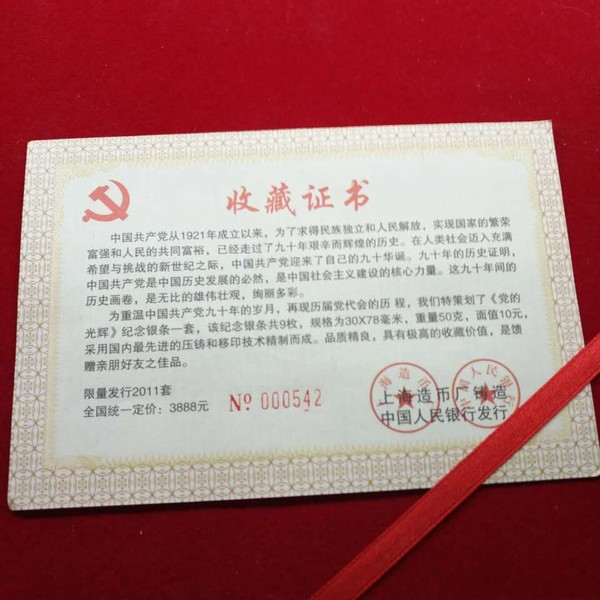 收藏证书
中国共产党从1921年成立以来，为了求得民族独立和人民解放，实现国家的繁荣
富强和人民的共同富裕，已经走过了九十年艰辛而辉煌的历史。在人类社会迈入充满
希望与挑战的新世纪之际，中国共产党迎来了自己的九十华诞。九十年的历史证明，
中国共产党是中国历史发展的必然，是中国社会主义建设的核心力量。这九十年间的
历史画卷，是无比的雄伟壮观，绚丽多彩。
为重温中国共产党九十年的岁月，再现历届党代会的历 程，我们特策划了《党的
光辉》纪念银条一套，该纪念银条共9枚，规格为30X78毫米，重量50克，面值10元，
采用国内最先进的压铸和移印技术精制而成。品质精良，具有极高的收藏价值，是馈
赠亲朋好友之佳品。
限量发行2011套
全国统一定价：3888元
№ 000542
上海造币厂铸造
中国人民银行发行